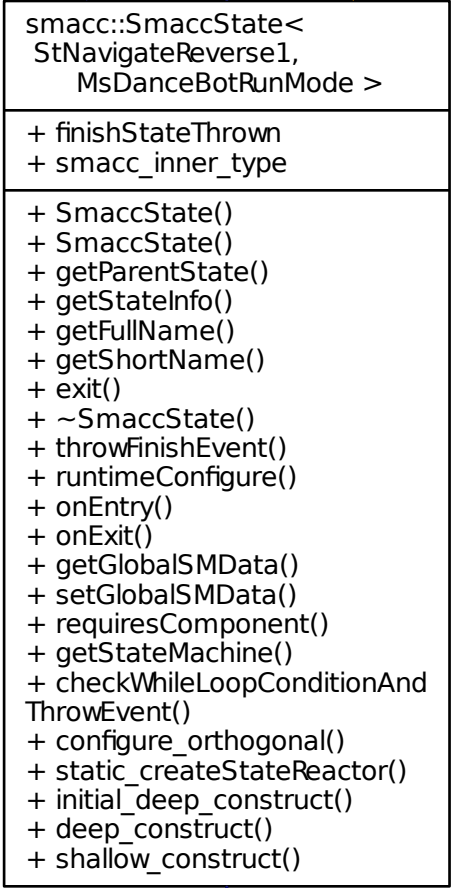 smacc::SmaccState<
StNavigateReverse1,
MsDanceBotRunMode >
+ finishStateThrown
+ smacc_inner_type
+ SmaccState()
+ SmaccState()
+ getParentState()
+ getStateInfo()
+ getFullName()
+ getShortName()
+ exit()
+ ~SmaccState()
+ throwFinishEvent()
+ runtimeConfigure()
+ onEntry()
+ onExit()
+ getGlobalSMData()
+ setGlobalSMData()
+ requiresComponent()
+ getStateMachine()
+ checkWhileLoopConditionAnd
ThrowEvent()
+ configure_orthogonal()
+ static_createStateReactor()
+ initial_deep_construct()
+ deep_construct()
+ shallow_construct()